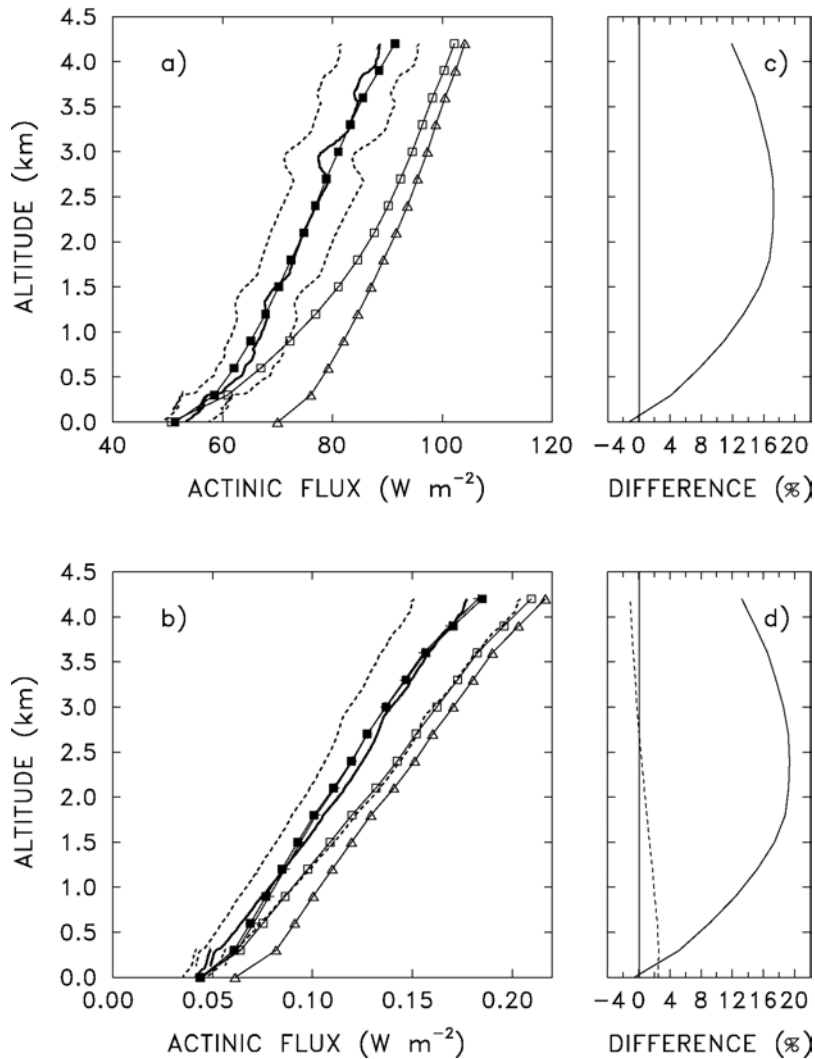 4.5
4.0
3.5
3.0
2.5
2.0
1.5
1.0
0.5
0.0
ALTITUDE (km)
a)
40 60 80 100 120
ACTINIC FLUX (W m⁻²)
c)
-4 0 4 8 12 16 20
DIFFERENCE (%)
4.5
4.0
3.5
3.0
2.5
2.0
1.5
1.0
0.5
0.0
ALTITUDE (km)
b)
0.00 0.05 0.10 0.15 0.20
ACTINIC FLUX (W m⁻²)
d)
-4 0 4 8 12 16 20
DIFFERENCE (%)